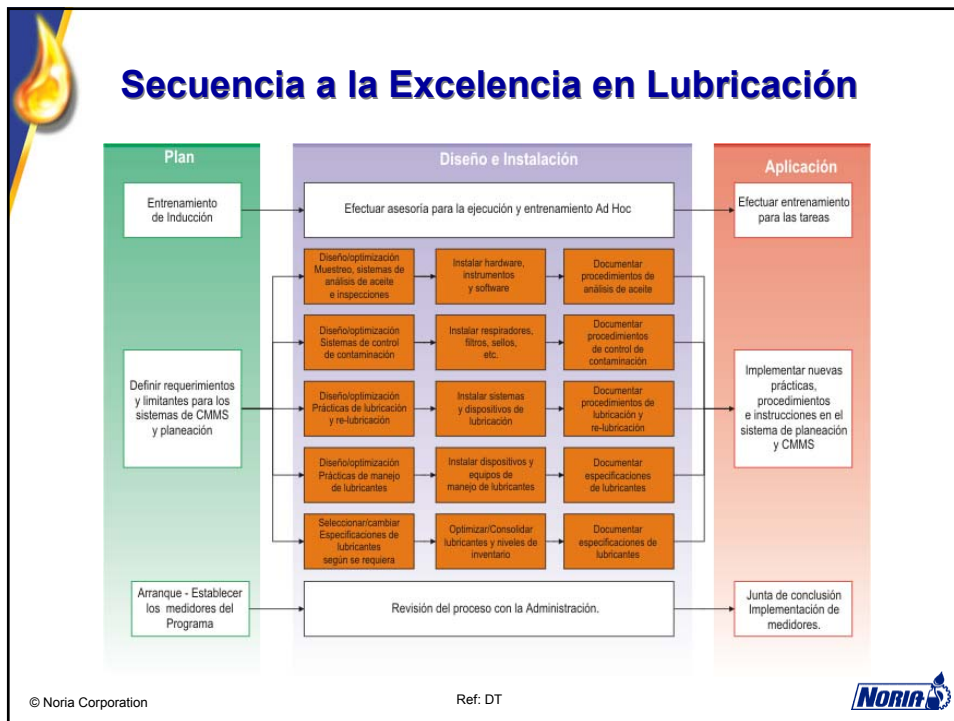 Secuencia a la Excelencia en Lubricación
Plan
Diseño e Instalación
Aplicación
Entrenamiento
de Inducción
Efectuar asesoría para la ejecución y entrenamiento Ad Hoc
Efectuar entrenamiento
para las tareas
Diseño/optimización
Muestreo, sistemas de
análisis de aceite
e inspecciones
Instalar hardware,
instrumentos
y software
Documentar
procedimientos de
análisis de aceite
Diseño/optimización
Sistemas de control
de contaminación
Instalar respiradores,
filtros, sellos,
etc.
Documentar
procedimientos
de control de
contaminación
Definir requerimientos
y limitantes para los
sistemas de CMMS
y planeación
Diseño/optimización
Prácticas de lubricación
y re-lubricación
Instalar sistemas
y dispositivos de
lubricación
Documentar
procedimientos de
lubricación y
re-lubricación
Implementar nuevas
prácticas,
procedimientos
e instrucciones en el
sistema de planeación
y CMMS
Diseño/optimización
Prácticas de manejo
de lubricantes
Instalar dispositivos y
equipos de
manejo de lubricantes
Documentar
especificaciones
de lubricantes
Seleccionar/cambiar
Especificaciones de
lubricantes
según se requiera
Optimizar/Consolidar
lubricantes y niveles de
inventario
Documentar
especificaciones de
lubricantes
Arranque - Establecer
los medidores del
Programa
Revisión del proceso con la Administración.
Junta de conclusión
Implementación de
medidores.
© Noria Corporation
Ref: DT
NORIA